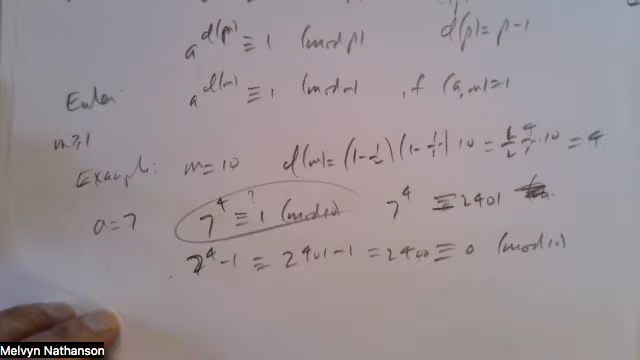 a^φ(p) ≡ 1 (mod p) φ(p) = p-1
Euler a^φ(m) ≡ 1 (mod m) , if (a, m) = 1
m≥1
Example: m=10 φ(m) = (1-1/2)(1-1/5) 10 = 1/2 4/5 10 = 4
a=7 7^4 ≡? 1 (mod 10) 7^4 ≡ 2401
7^4 -1 ≡ 2401 -1 = 2400 ≡ 0 (mod 10)
Melvyn Nathanson